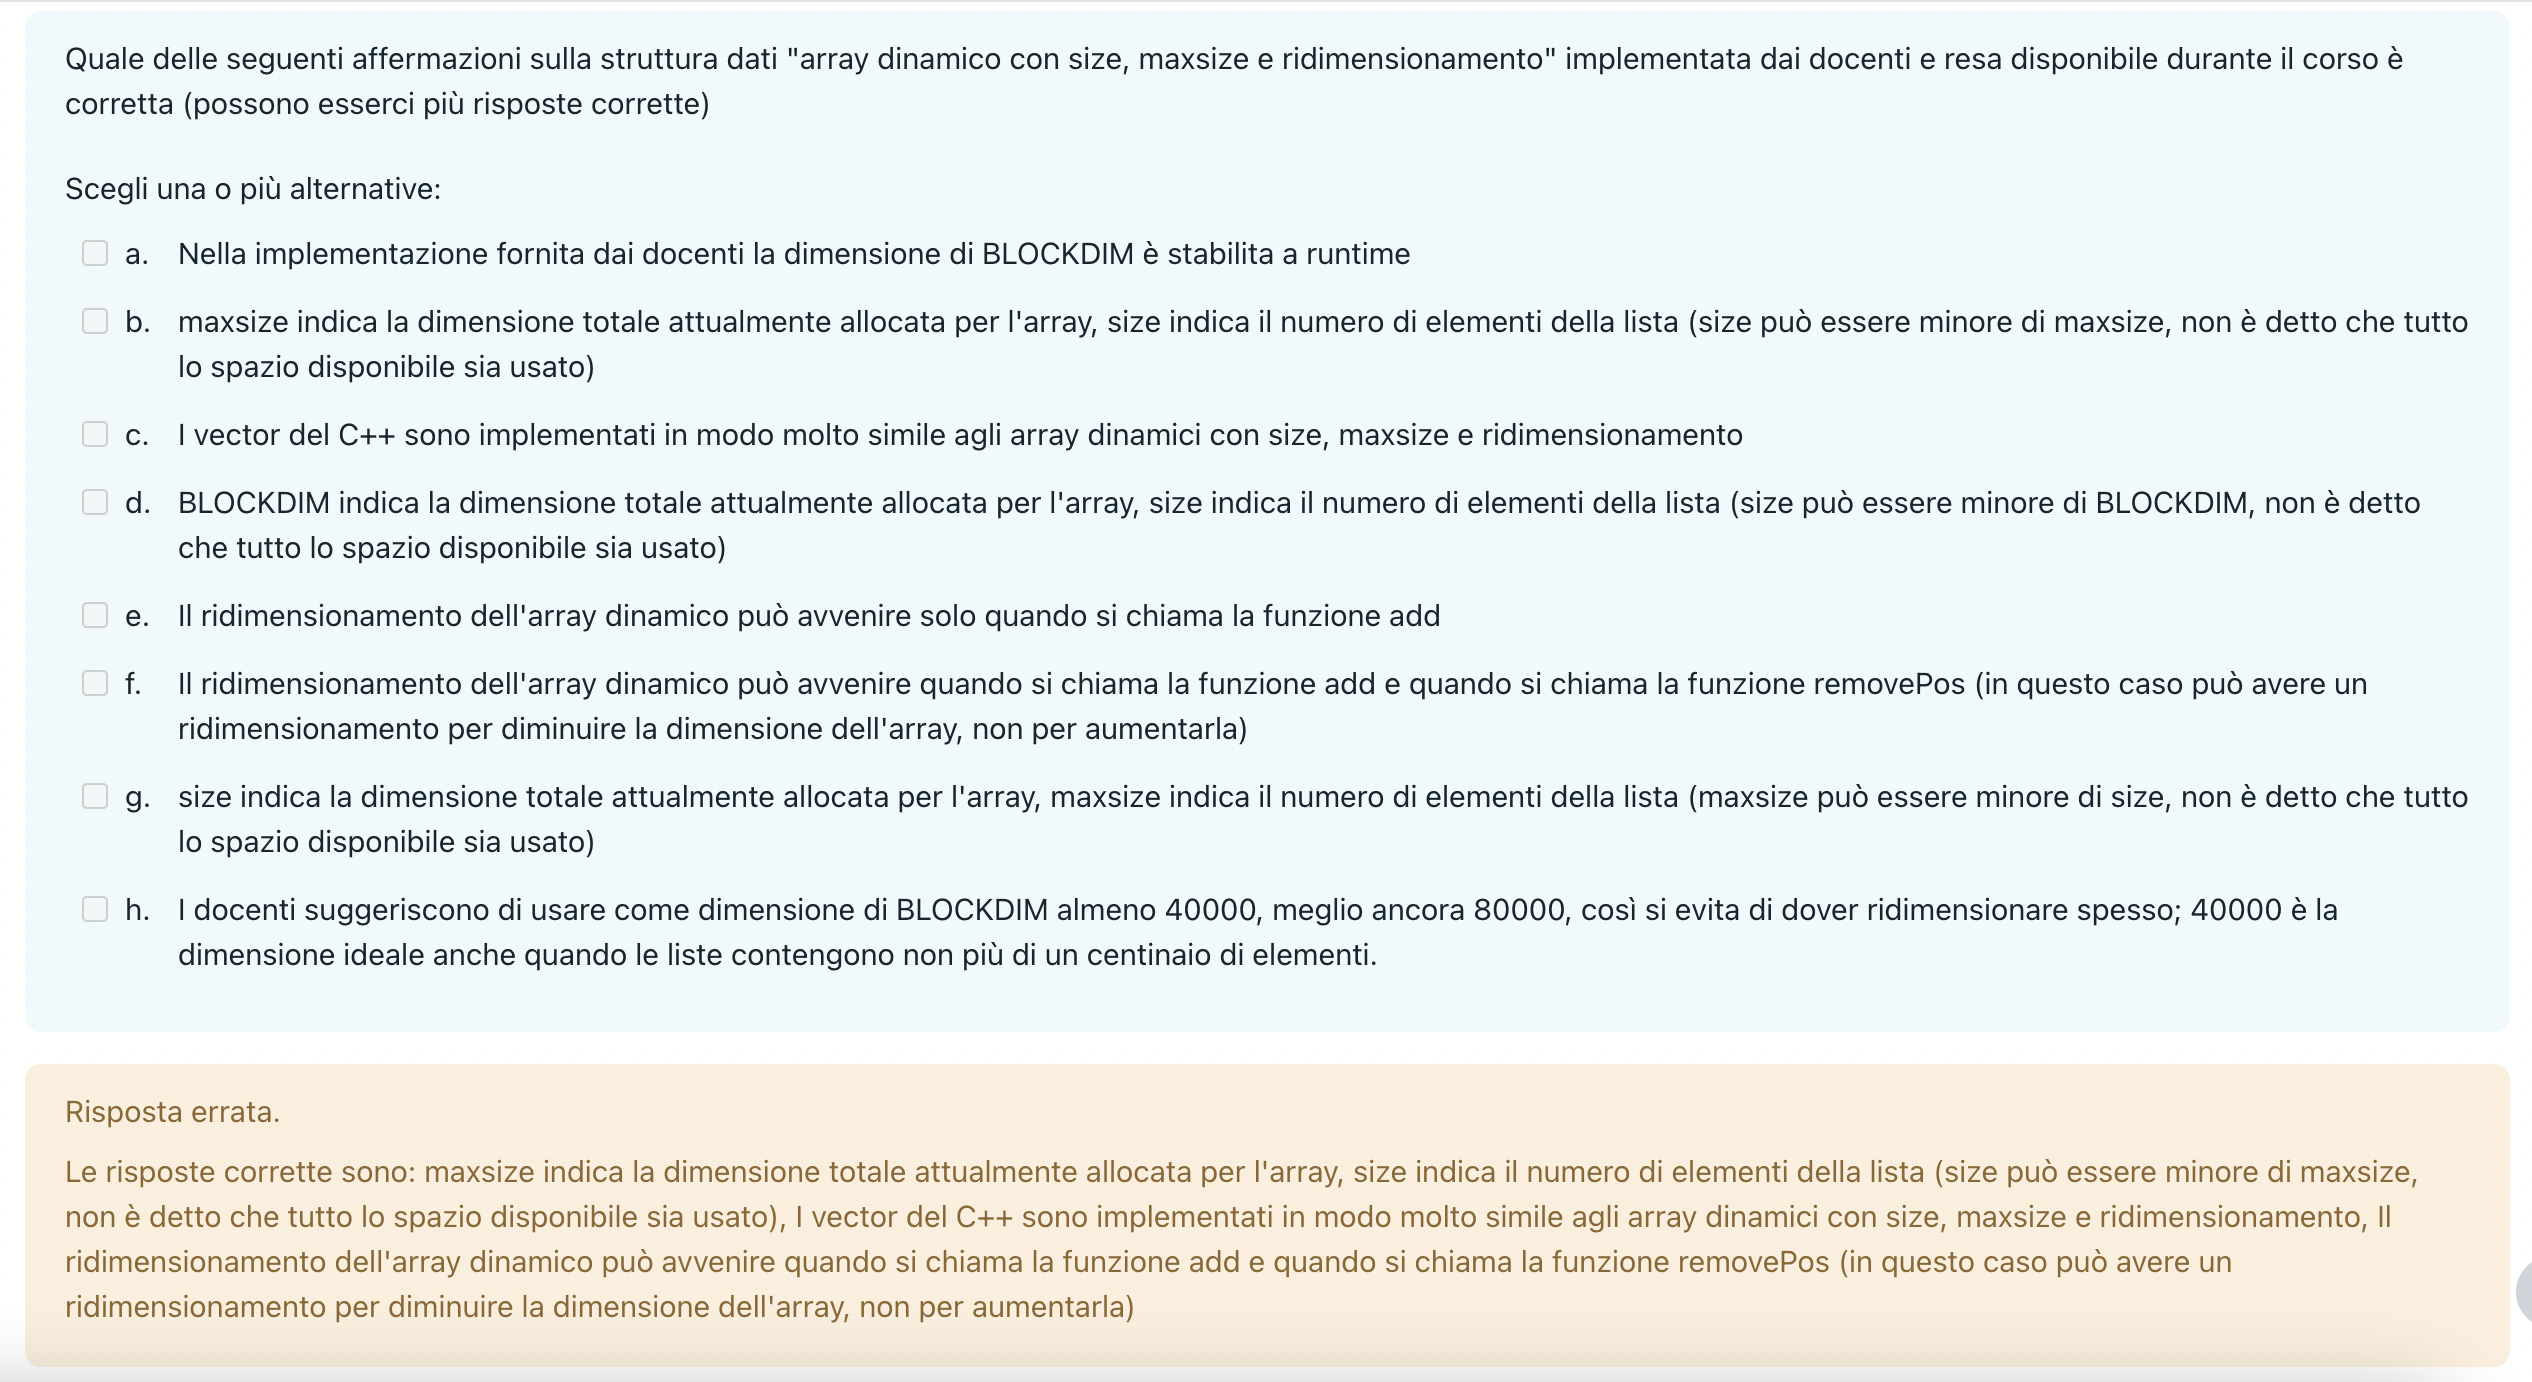 Quale delle seguenti affermazioni sulla struttura dati "array dinamico con size, maxsize e ridimensionamento" implementata dai docenti e resa disponibile durante il corso è
corretta (possono esserci più risposte corrette)
Scegli una o più alternative:
a. Nella implementazione fornita dai docenti la dimensione di BLOCKDIM è stabilita a runtime
b. maxsize indica la dimensione totale attualmente allocata per l'array, size indica il numero di elementi della lista (size può essere minore di maxsize, non è detto che tutto
lo spazio disponibile sia usato)
c. I vector del C++ sono implementati in modo molto simile agli array dinamici con size, maxsize e ridimensionamento
d. BLOCKDIM indica la dimensione totale attualmente allocata per l'array, size indica il numero di elementi della lista (size può essere minore di BLOCKDIM, non è detto
che tutto lo spazio disponibile sia usato)
e. Il ridimensionamento dell'array dinamico può avvenire solo quando si chiama la funzione add
f. Il ridimensionamento dell'array dinamico può avvenire quando si chiama la funzione add e quando si chiama la funzione removePos (in questo caso può avere un
ridimensionamento per diminuire la dimensione dell'array, non per aumentarla)
g. size indica la dimensione totale attualmente allocata per l'array, maxsize indica il numero di elementi della lista (maxsize può essere minore di size, non è detto che tutto
lo spazio disponibile sia usato)
h. I docenti suggeriscono di usare come dimensione di BLOCKDIM almeno 40000, meglio ancora 80000, così si evita di dover ridimensionare spesso; 40000 è la
dimensione ideale anche quando le liste contengono non più di un centinaio di elementi.
Risposta errata.
Le risposte corrette sono: maxsize indica la dimensione totale attualmente allocata per l'array, size indica il numero di elementi della lista (size può essere minore di maxsize,
non è detto che tutto lo spazio disponibile sia usato), I vector del C++ sono implementati in modo molto simile agli array dinamici con size, maxsize e ridimensionamento, Il
ridimensionamento dell'array dinamico può avvenire quando si chiama la funzione add e quando si chiama la funzione removePos (in questo caso può avere un
ridimensionamento per diminuire la dimensione dell'array, non per aumentarla)